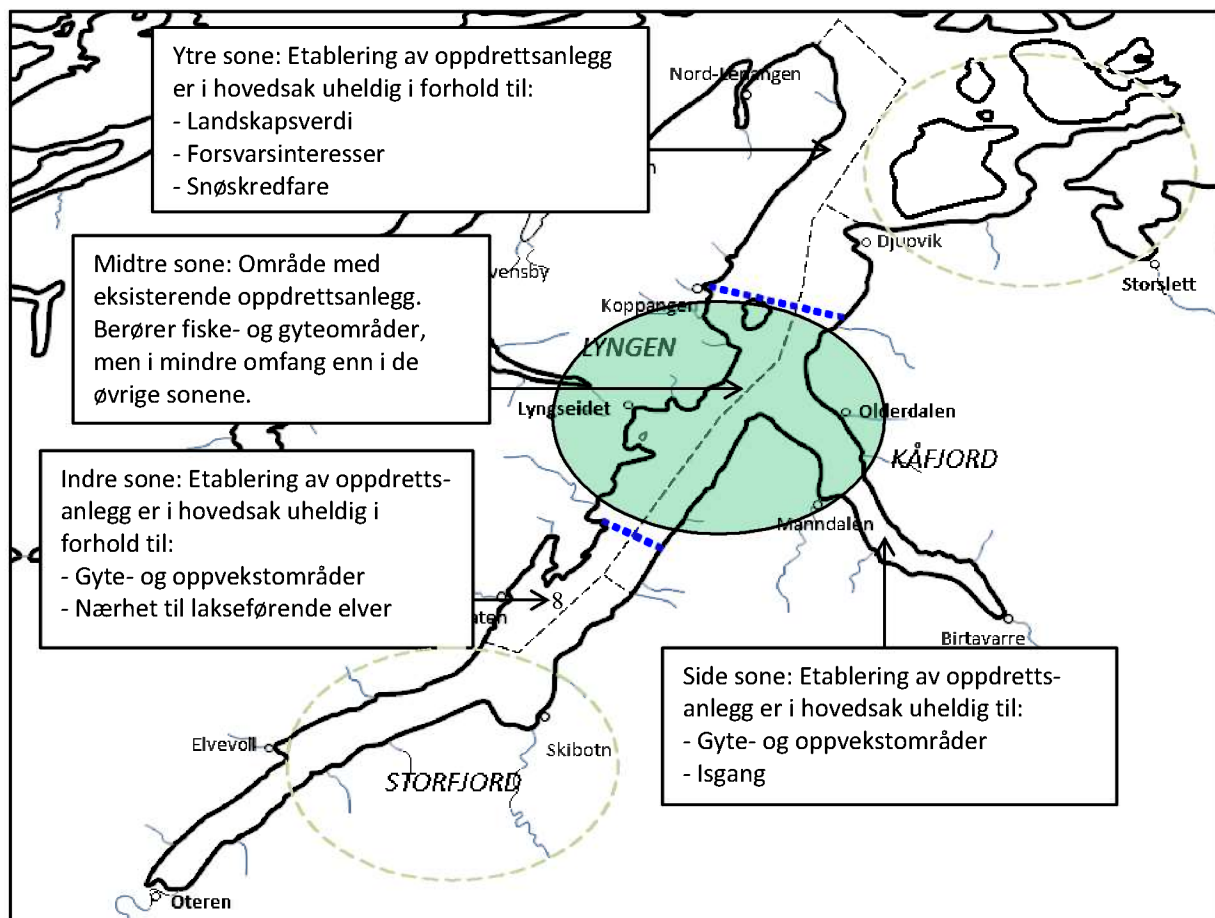 Ytre sone: Etablering av oppdrettsanlegg
er i hovedsak uheldig i forhold til:
- Landskapsverdi
- Forsvarsinteresser
- Snøskredfare
Nord-Lenangen
Midtre sone: Område med
eksisterende oppdrettsanlegg.
Berører fiske- og gyteområder,
men i mindre omfang enn i de
øvrige sonene.
Djupvik
Storslett
Koppangen
LYNGEN
Lyngseidet
Olderdalen
KÅFJORD
Manndalen
Indre sone: Etablering av oppdretts-
anlegg er i hovedsak uheldig i
forhold til:
- Gyte- og oppvekstområder
- Nærhet til lakseførende elver
8
Birtavarre
Side sone: Etablering av oppdretts-
anlegg er i hovedsak uheldig til:
- Gyte- og oppvekstområder
- Isgang
Elvevoll
Skibotn
STORFJORD
Oteren